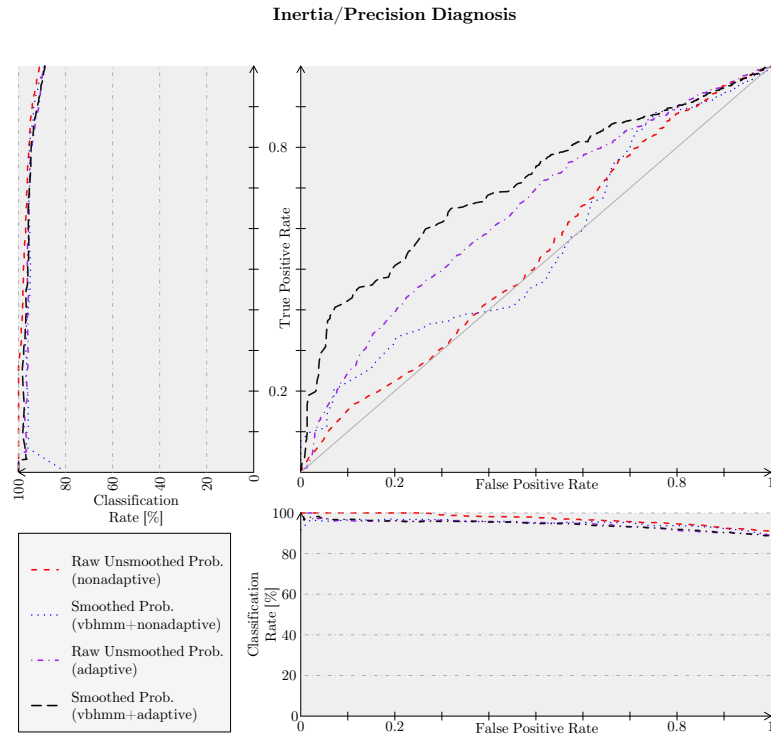 Inertia/Precision Diagnosis
100
80
60
40
20
0
Classification
Rate [%]
0.8
0.2
True Positive Rate
0
0.2
False Positive Rate
0.8
1
Raw Unsmoothed Prob.
(nonadaptive)
Smoothed Prob.
(vbhmm+nonadaptive)
Raw Unsmoothed Prob.
(adaptive)
Smoothed Prob.
(vbhmm+adaptive)
Classification
Rate [%]
100
80
60
40
20
0
0
0.2
False Positive Rate
0.8
1